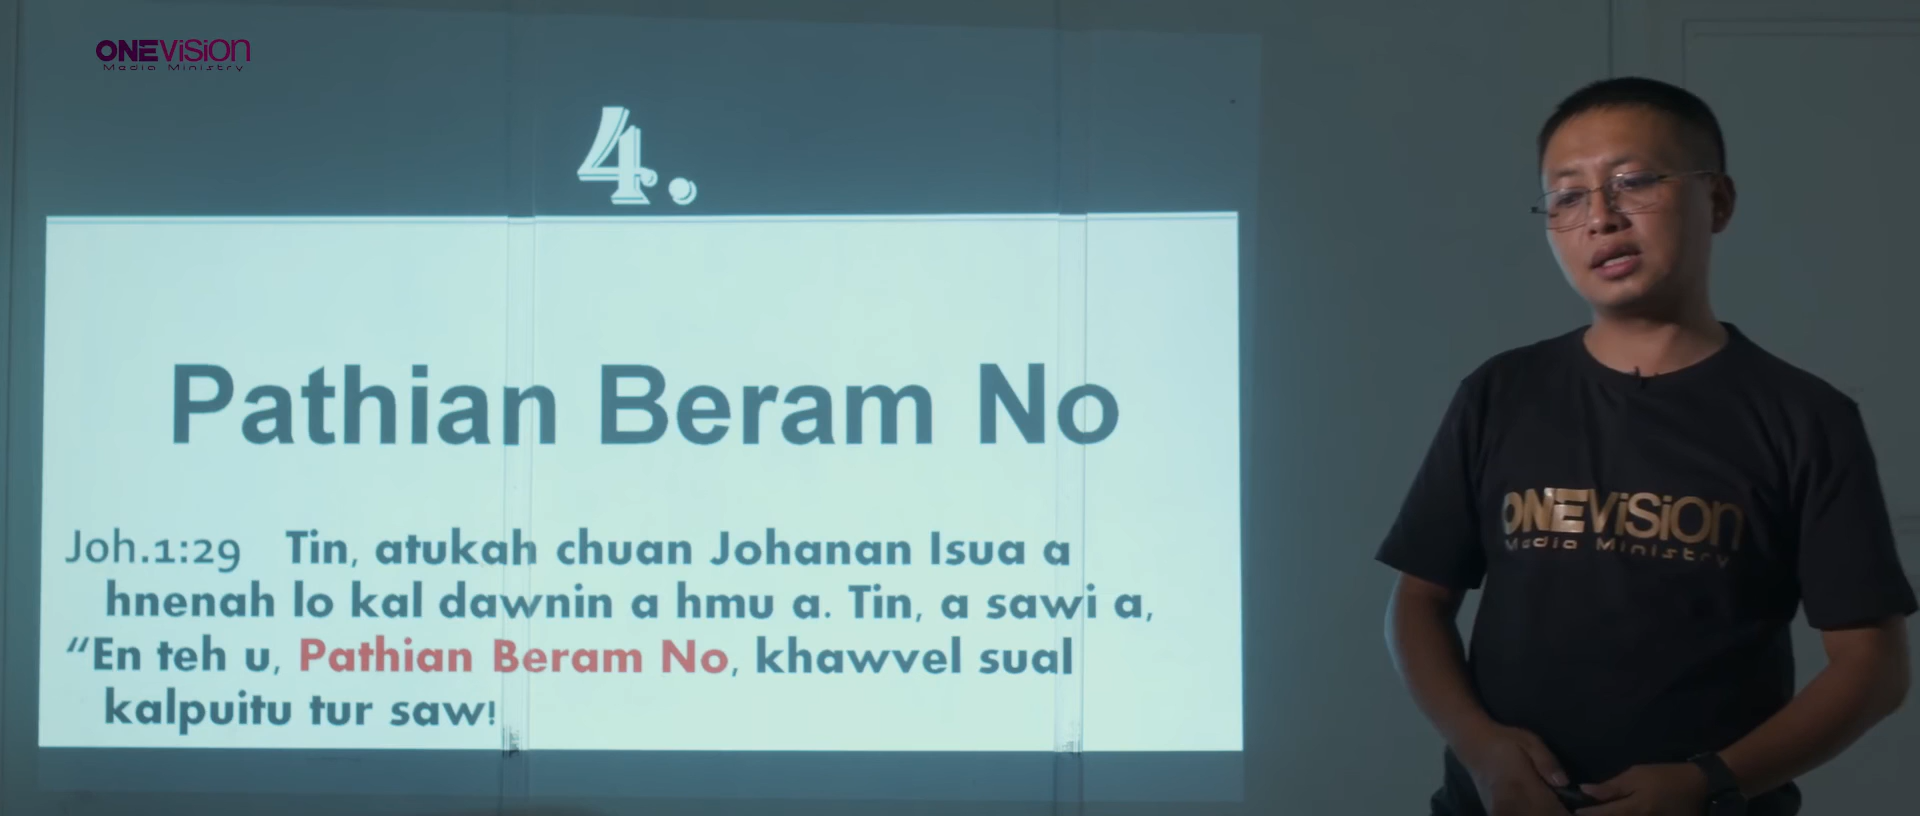 ONEViSiON
Media Ministry
4.
Pathian Beram No
Joh.1:29 Tin, atukah chuan Johanan Isua a
hnenah lo kal dawnin a hmu a. Tin, a sawi a,
“En teh u, Pathian Beram No, khawvel sual
kalpuitu tur saw!
ONEViSiON
Media Ministry